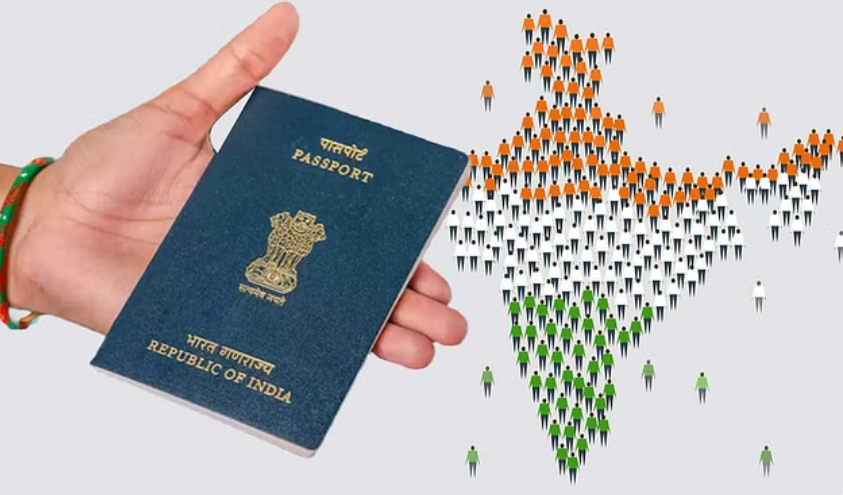 पासपोर्ट
PASSPORT
सत्यमेव जयते
भारत गणराज्य
REPUBLIC OF INDIA